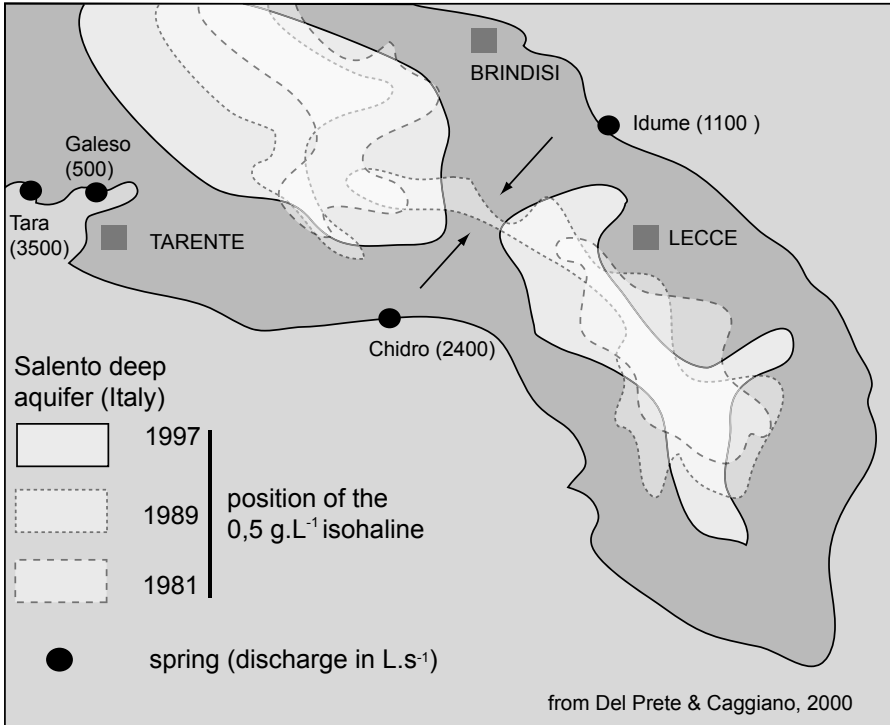 BRINDISI
Idume (1100 )
Galeso
(500)
Tara
(3500)
TARENTE
LECCE
Chidro (2400)
Salento deep
aquifer (Italy)
1997
1989
1981
position of the
0,5 g.L-1 isohaline
spring (discharge in L.s-1)
from Del Prete & Caggiano, 2000